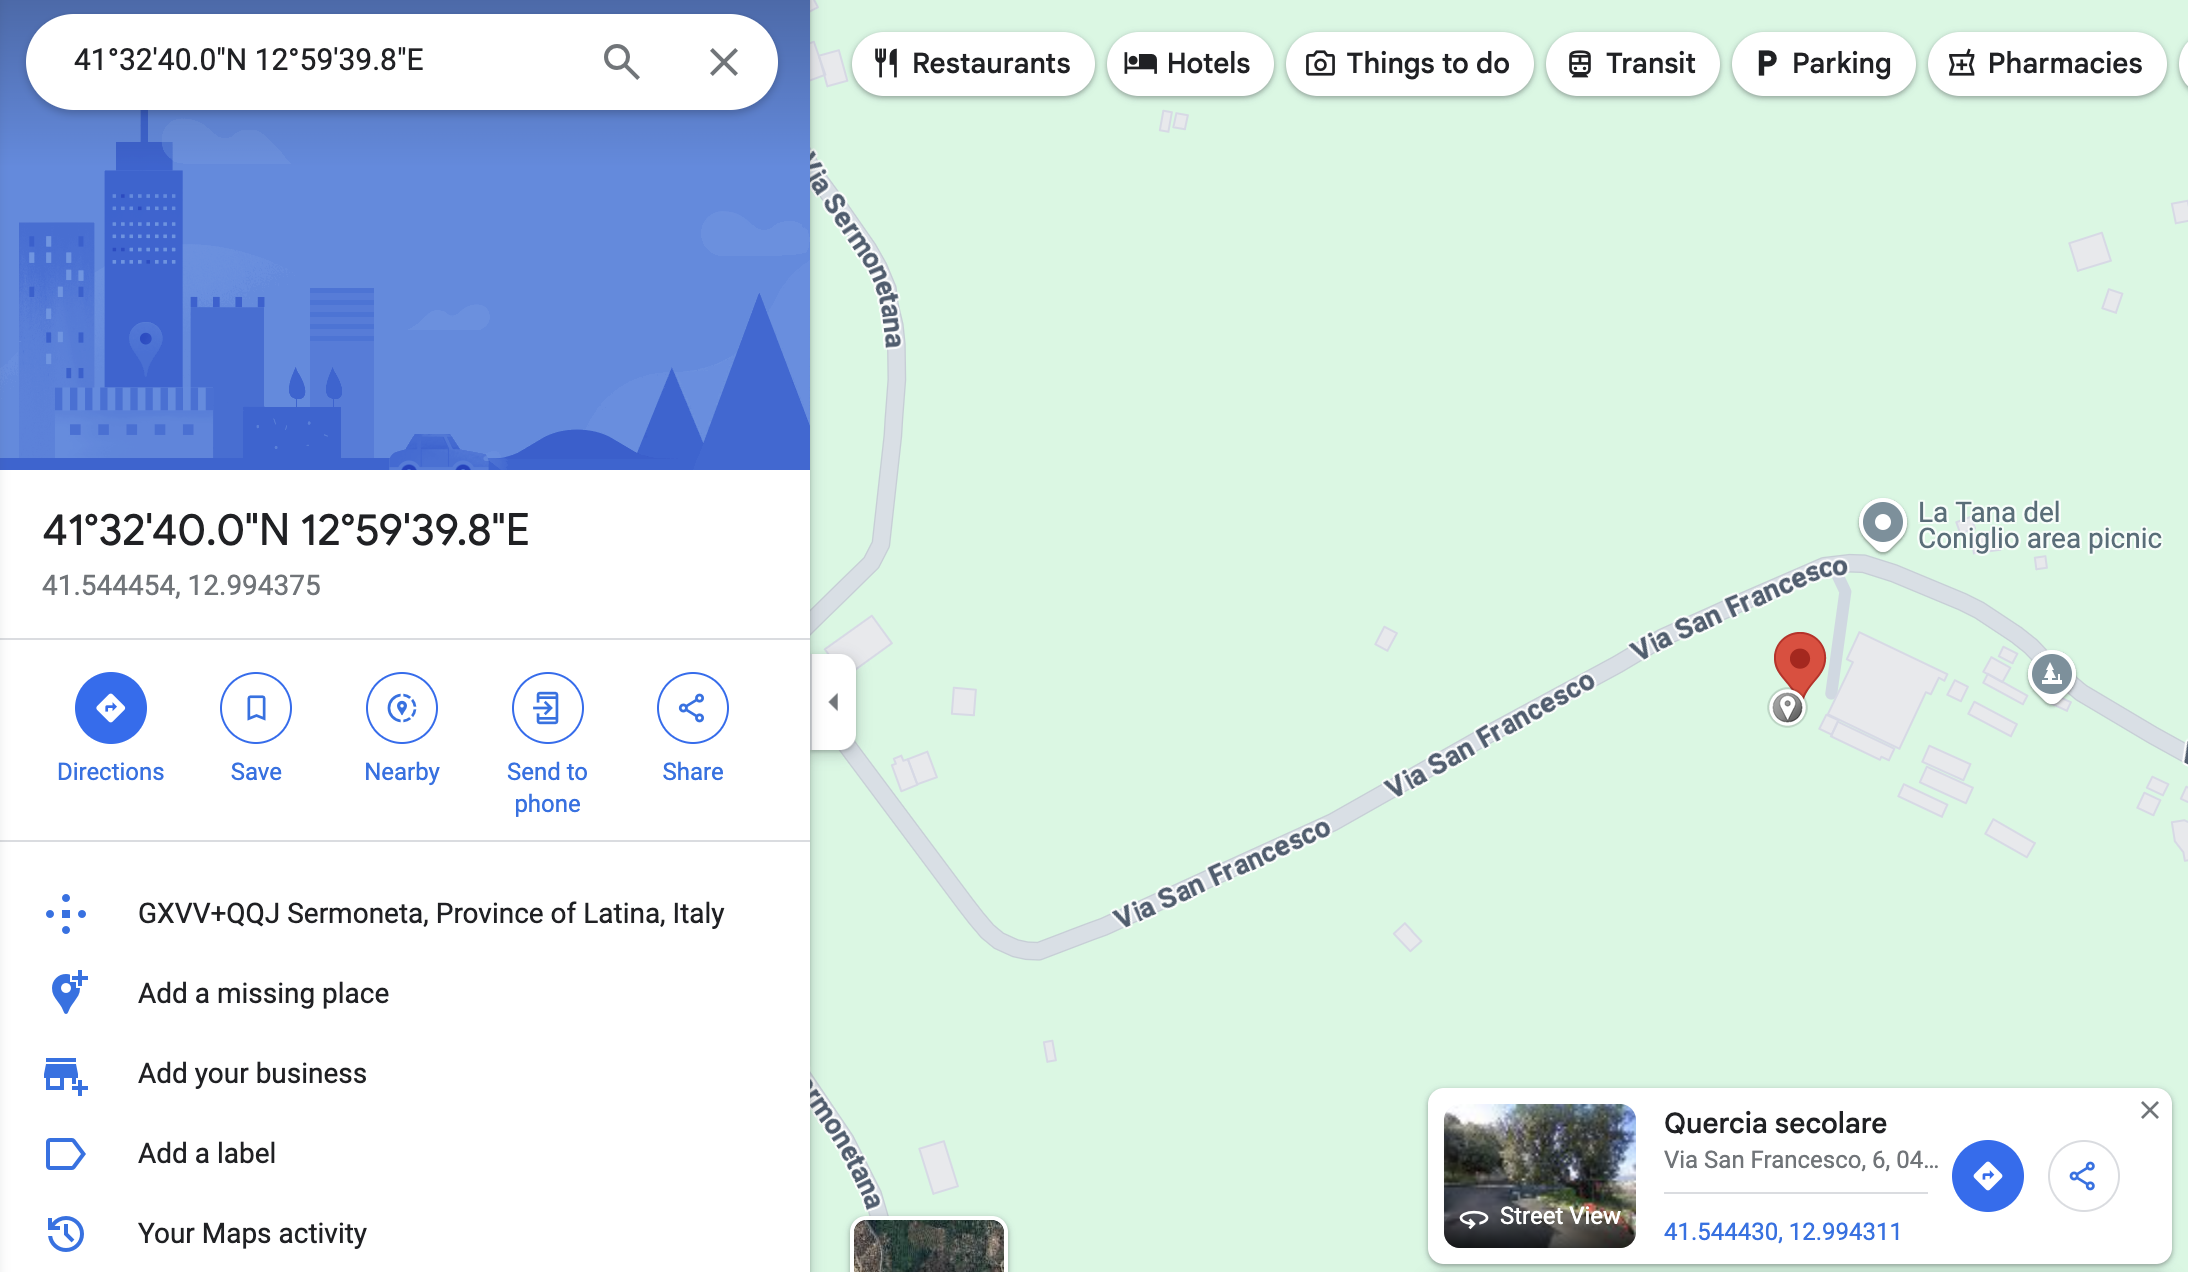 41°32'40.0"N 12°59'39.8"E
Restaurants
Hotels
Things to do
Transit
Parking
Pharmacies
Via Sermonetana
41°32'40.0"N 12°59'39.8"E
41.544454, 12.994375
La Tana del
Coniglio area picnic
Via San Francesco
Via San Francesco
Via San Francesco
Directions
Save
Nearby
Send to
phone
Share
GXVV+QQJ Sermoneta, Province of Latina, Italy
Add a missing place
Add your business
Add a label
Your Maps activity
ermonetana
Quercia secolare
Via San Francesco, 6, 04...
Street View
41.544430, 12.994311